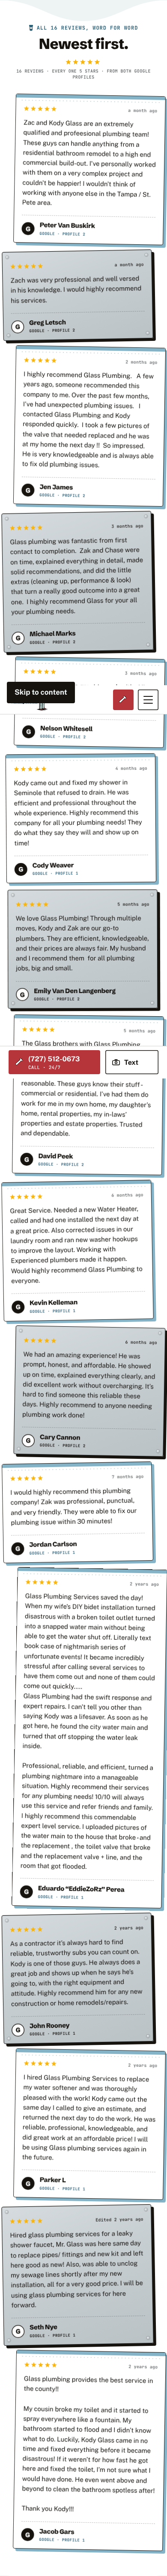 ALL 16 REVIEWS, WORD FOR WORD
Newest first.
16 REVIEWS · EVERY ONE 5 STARS · FROM BOTH GOOGLE
PROFILES
a month ago
Zac and Kody Glass are an extremely
qualified and professional plumbing team!
These guys can handle anything from a
residential bathroom remodel to a high end
commercial build-out. I've personally worked
with them on a very complex project and
couldn't be happier! I wouldn't think of
working with anyone else in the Tampa / St.
Pete area.
G
Peter Van Buskirk
GOOGLE · PROFILE 2
a month ago
Zach was very professional and well versed
in his knowledge. I would highly recommend
his services.
G
Greg Letsch
GOOGLE · PROFILE 2
2 months ago
I highly recommend Glass Plumbing. A few
years ago, someone recommended this
company to me. Over the past few months,
I've had unexpected plumbing issues. I
contacted Glass Plumbing and Kody
responded quickly. I took a few pictures of
the valve that needed replaced and he was
at my home the next day !! So impressed.
He is very knowledgeable and is always able
to fix old plumbing issues.
G
Jen James
GOOGLE · PROFILE 2
3 months ago
Glass plumbing was fantastic from first
contact to completion. Zak and Chase were
on time, explained everything in detail, made
solid recommendations, and did the little
extras (cleaning up, performance & look)
that turn a really good outcome into a great
one. I highly recommend Glass for all your
your plumbing needs.
G
Michael Marks
GOOGLE · PROFILE 2
3 months ago
Skip to content
Nelson Whitesell
GOOGLE · PROFILE 2
4 months ago
Kody came out and fixed my shower in
Seminole that refused to drain. He was
efficient and professional throughout the
whole process. Highly recommend this
company for all your plumbing needs! They
do what they say they will and show up on
time!
G
Cody Weaver
GOOGLE · PROFILE 1
5 months ago
We love Glass Plumbing! Through multiple
moves, Kody and Zak are our go-to
plumbers. They are efficient, knowledgeable,
and their prices are always fair. My husband
and I recommend them for all plumbing
jobs, big and small.
G
Emily Van Den Langenberg
GOOGLE · PROFILE 2
5 months ago
The Glass brothers with Glass Plumbing
(727) 512-0673
CALL · 24/7
Text
reasonable. These guys know their stuff -
commercial or residential. I've had them do
work for me in my own home, my daughter's
home, rental properties, my in-laws'
properties and estate properties. Trusted
and dependable.
G
David Peek
GOOGLE · PROFILE 2
6 months ago
Great Service. Needed a new Water Heater,
called and had one installed the next day at
a great price. Also corrected issues in our
laundry room and ran new washer hookups
to improve the layout. Working with
Experienced plumbers made it happen.
Would highly recommend Glass Plumbing to
everyone.
G
Kevin Kelleman
GOOGLE · PROFILE 1
6 months ago
We had an amazing experience! He was
prompt, honest, and affordable. He showed
up on time, explained everything clearly, and
did excellent work without overcharging. It's
hard to find someone this reliable these
days. Highly recommend to anyone needing
plumbing work done!
G
Cary Cannon
GOOGLE · PROFILE 2
7 months ago
I would highly recommend this plumbing
company! Zak was professional, punctual,
and very friendly. They were able to fix our
plumbing issue within 30 minutes!
G
Jordan Carlson
GOOGLE · PROFILE 1
2 years ago
Glass Plumbing Services saved the day!
When my wife's DIY bidet installation turned
disastrous with a broken toilet outlet turned
into a snapped water main without being
able to get the water shut off. Literally text
book case of nightmarish series of
unfortunate events! It became incredibly
stressful after calling several services to
have them come out and none of them could
come out quickly.....
Glass Plumbing had the swift response and
expert repairs. I can't tell you other than
saying Kody was a lifesaver. As soon as he
got here, he found the city water main and
turned that off stopping the water leak
inside.
Professional, reliable, and efficient, turned a
plumbing nightmare into a manageable
situation. Highly recommend their services
for any plumbing needs! 10/10 will always
use this service and refer friends and family.
I highly recommend this commendable
expert level service. I uploaded pictures of
the water main to the house that broke - and
the replacement , the toilet valve that broke
and the replacement valve + line, and the
room that got flooded.
G
Eduardo "EddieZoRz" Perea
GOOGLE · PROFILE 1
2 years ago
As a contractor it's always hard to find
reliable, trustworthy subs you can count on.
Kody is one of those guys. He always does a
great job and shows up when he says he's
going to, with the right equipment and
attitude. Highly recommend him for any new
construction or home remodels/repairs.
G
John Rooney
GOOGLE · PROFILE 1
2 years ago
I hired Glass Plumbing Services to replace
my water softener and was thoroughly
pleased with the work! Kody came out the
same day I called to give an estimate, and
returned the next day to do the work. He was
reliable, professional, knowledgeable, and
did great work at an affordable price! I will
be using Glass plumbing services again in
the future.
G
Parker L
GOOGLE · PROFILE 1
Edited 2 years ago
Hired glass plumbing services for a leaky
shower faucet, Mr. Glass was here same day
to replace pipes/ fittings and new kit and left
here good as new! Also, was able to unclog
my sewage lines shortly after my new
installation, all for a very good price. I will be
using glass plumbing services for here
forward.
G
Seth Nye
GOOGLE · PROFILE 1
2 years ago
Glass plumbing provides the best service in
the county!!
My cousin broke my toilet and it started to
spray everywhere like a fountain. My
bathroom started to flood and I didn't know
what to do. Luckily, Kody Glass came in no
time and fixed everything before it became
disastrous! If it weren't for how fast he got
here and fixed the toilet, I'm not sure what I
would have done. He even went above and
beyond to clean the bathroom spotless after!
Thank you Kody!!!
G
Jacob Gars
GOOGLE · PROFILE 1